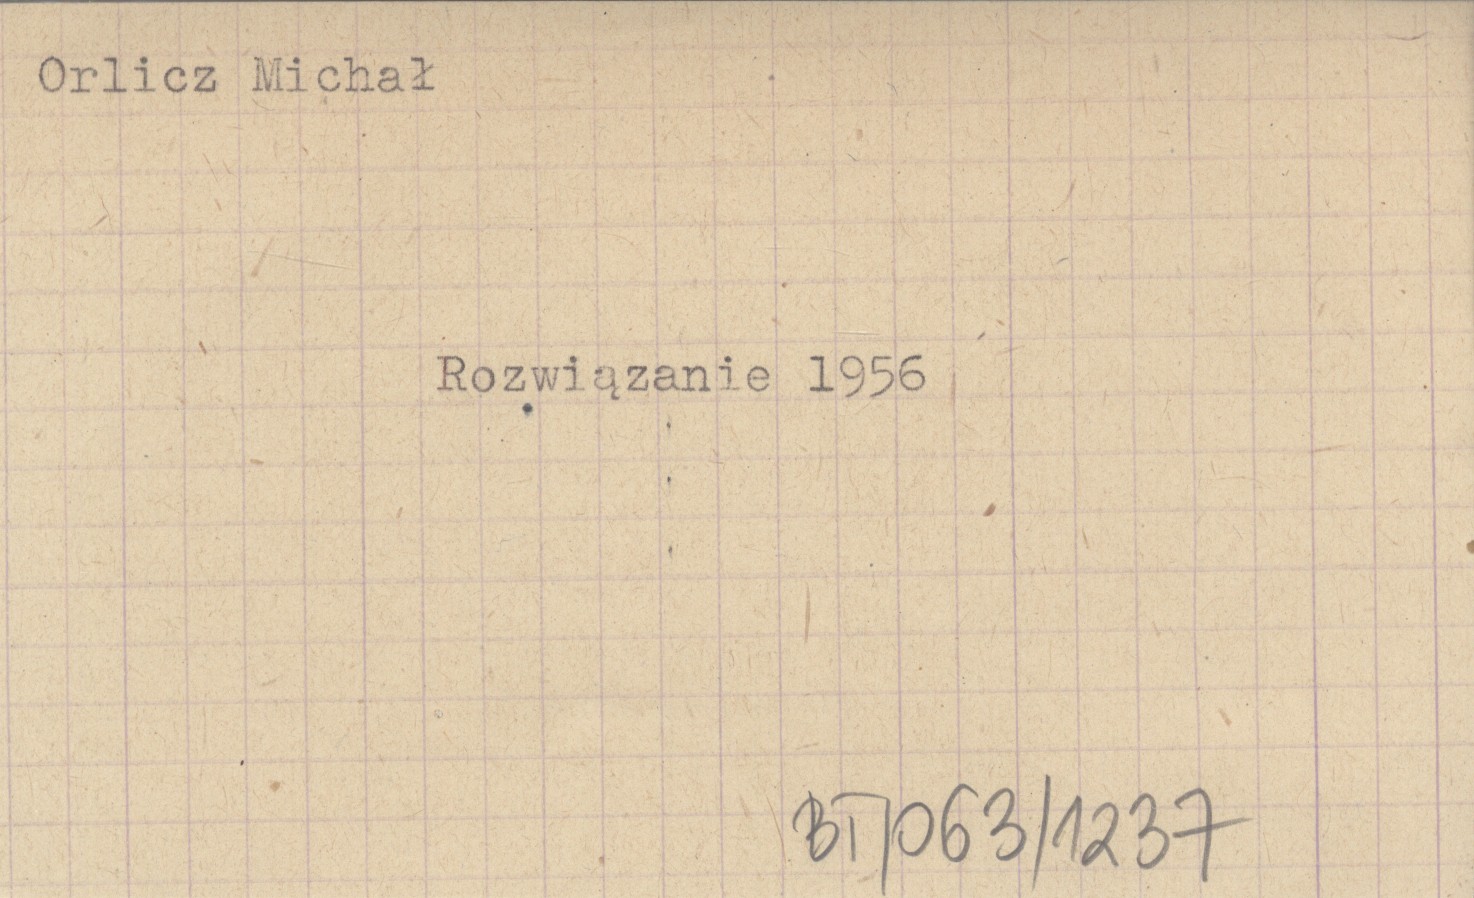 Orlicz Michał
Rozwiązanie 1956
BT/063/1237